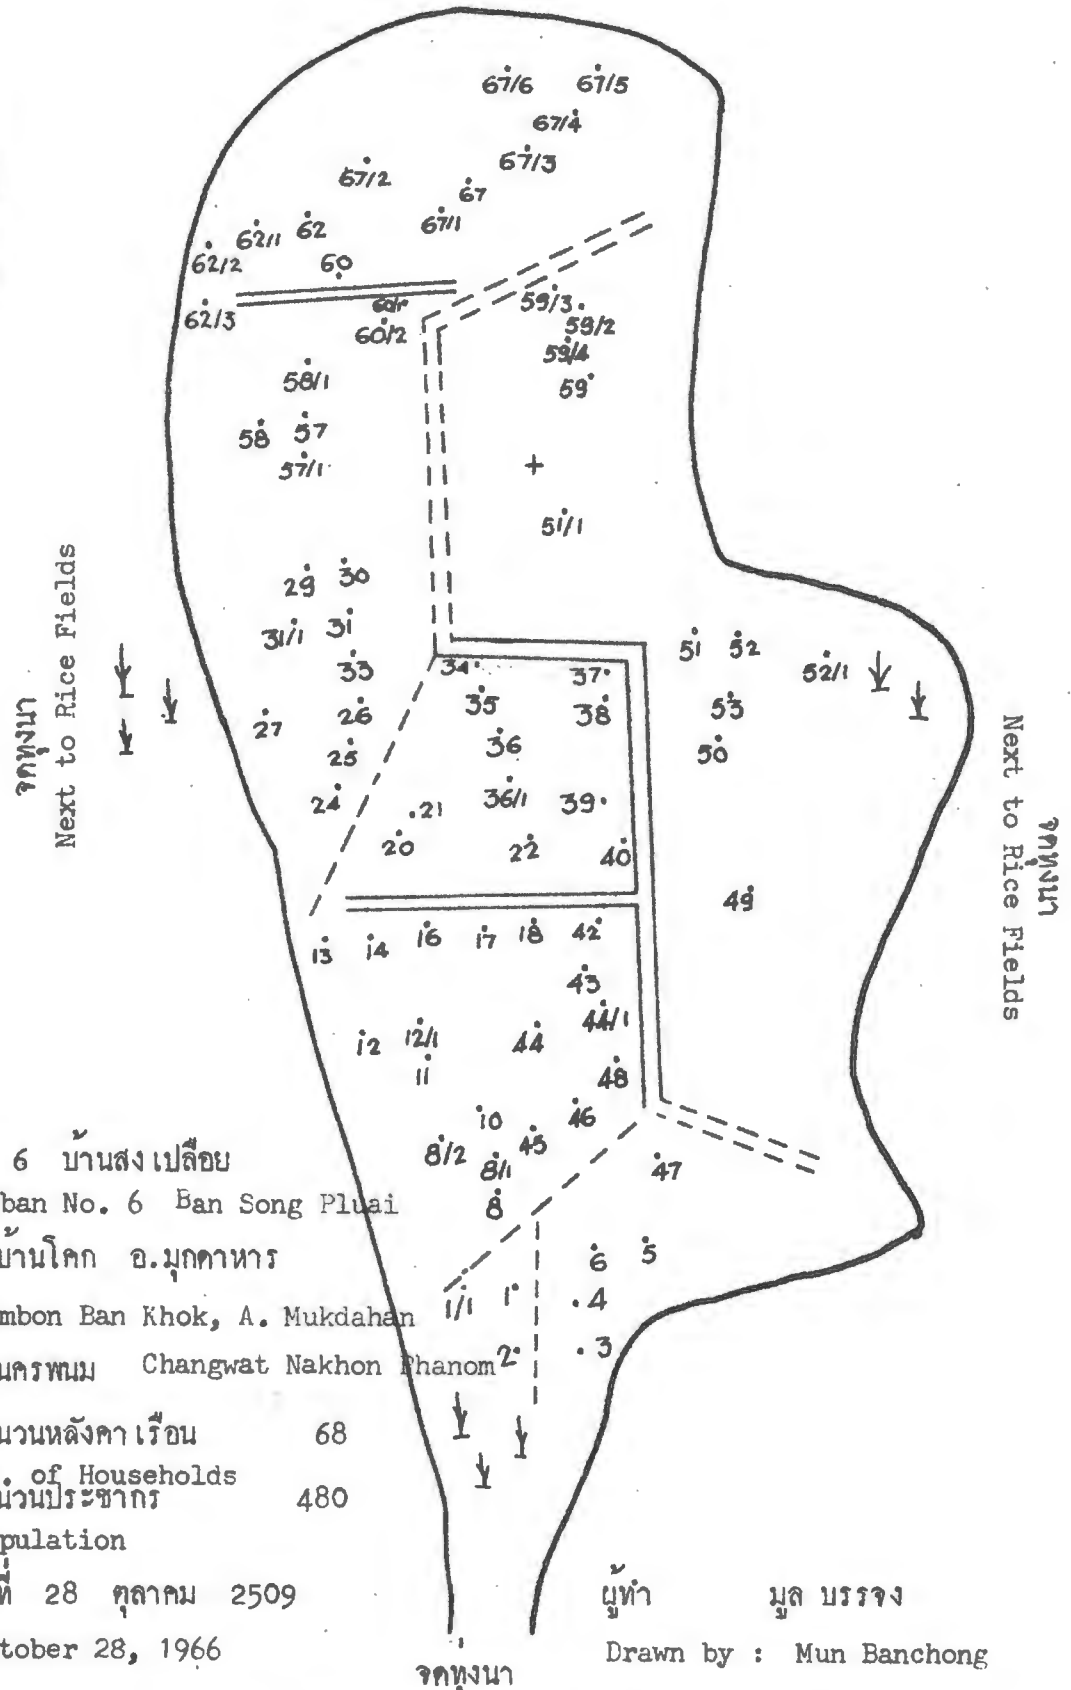 67/6 67/5
67/4
67/3
67/2
67
67/1
62
62/1
62/2
60
60/1
59/3
62/3
60/2
59/2
59/4
58/1
59
58 57
57/1
51/1
29 30
31/1 31
51 52
33
34 37
52/1
27 26
35 38
53
25
36
50
24
21
36/1 39
20
22 40
49
13 14 16 17 18 42
43
44/1
12 12/1 44
11
48
10 46
8/2 45
8/1
47
8
6 5
1/1 1 4
2 3
จดทุ่งนา
Next to Rice Fields
จดทุ่งนา
Next to Rice Fields
6 บ้านสงเปลือย
ban No. 6 Ban Song Pluai
บ้านโคก อ.มุกดาหาร
mbon Ban Khok, A. Mukdahan
นครพนม Changwat Nakhon Phanom
นวนหลังคาเรือน 68
. of Households
นวนประชากร 480
pulation
ที่ 28 ตุลาคม 2509
tober 28, 1966
จดทุ่งนา
ผู้ทำ มูล บรรจง
Drawn by : Mun Banchong